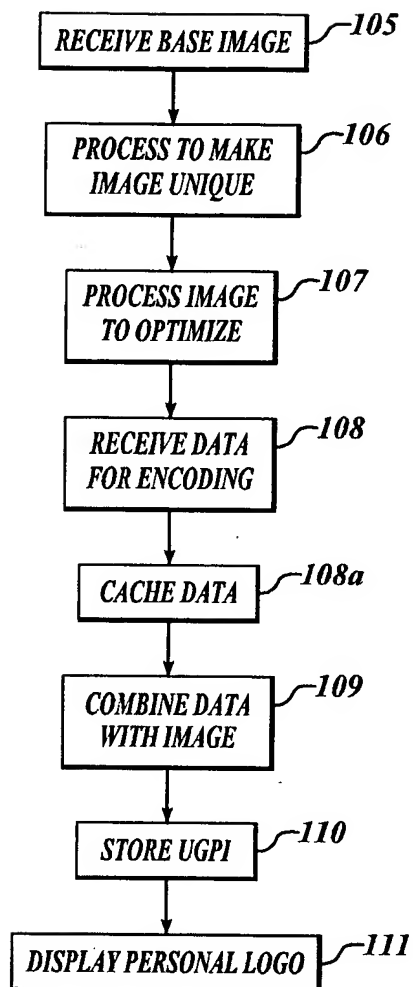 RECEIVE BASE IMAGE
105
PROCESS TO MAKE
IMAGE UNIQUE
106
PROCESS IMAGE
TO OPTIMIZE
107
RECEIVE DATA
FOR ENCODING
108
CACHE DATA
108a
COMBINE DATA
WITH IMAGE
109
STORE UGPI
110
DISPLAY PERSONAL LOGO
111